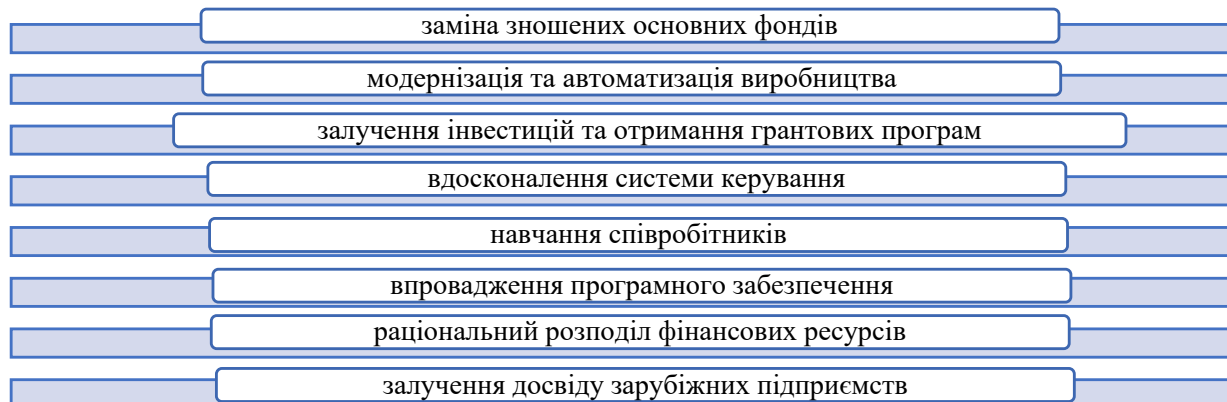 заміна зношених основних фондів
модернізація та автоматизація виробництва
залучення інвестицій та отримання грантових програм
вдосконалення системи керування
навчання співробітників
впровадження програмного забезпечення
раціональний розподіл фінансових ресурсів
залучення досвіду зарубіжних підприємств